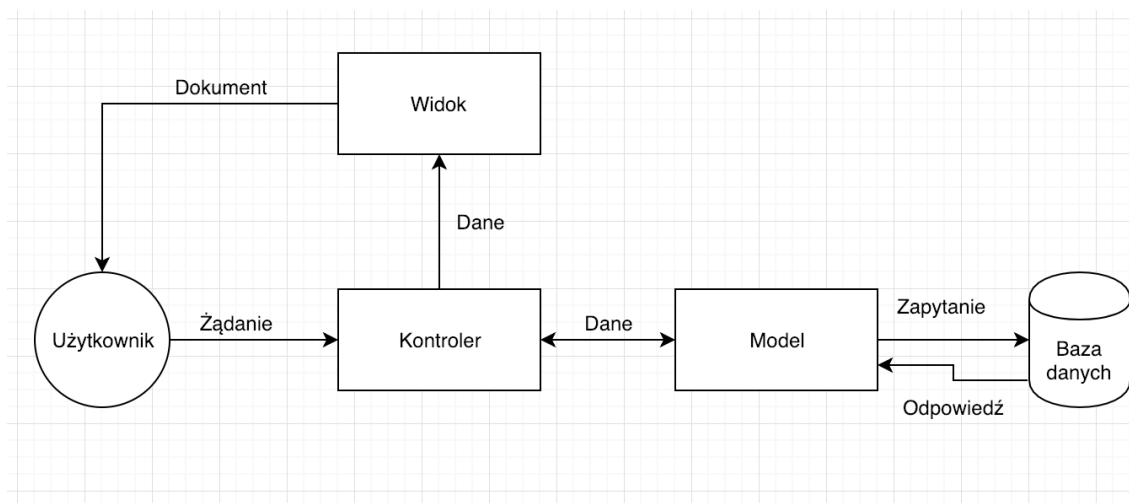 Dokument
Widok
Dane
Użytkownik
Żądanie
Kontroler
Dane
Model
Zapytanie
Baza
danych
Odpowiedź